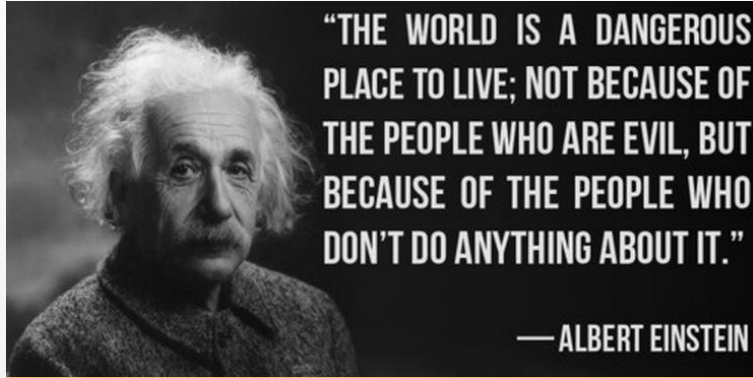 “THE WORLD IS A DANGEROUS
PLACE TO LIVE; NOT BECAUSE OF
THE PEOPLE WHO ARE EVIL, BUT
BECAUSE OF THE PEOPLE WHO
DON’T DO ANYTHING ABOUT IT.”
— ALBERT EINSTEIN